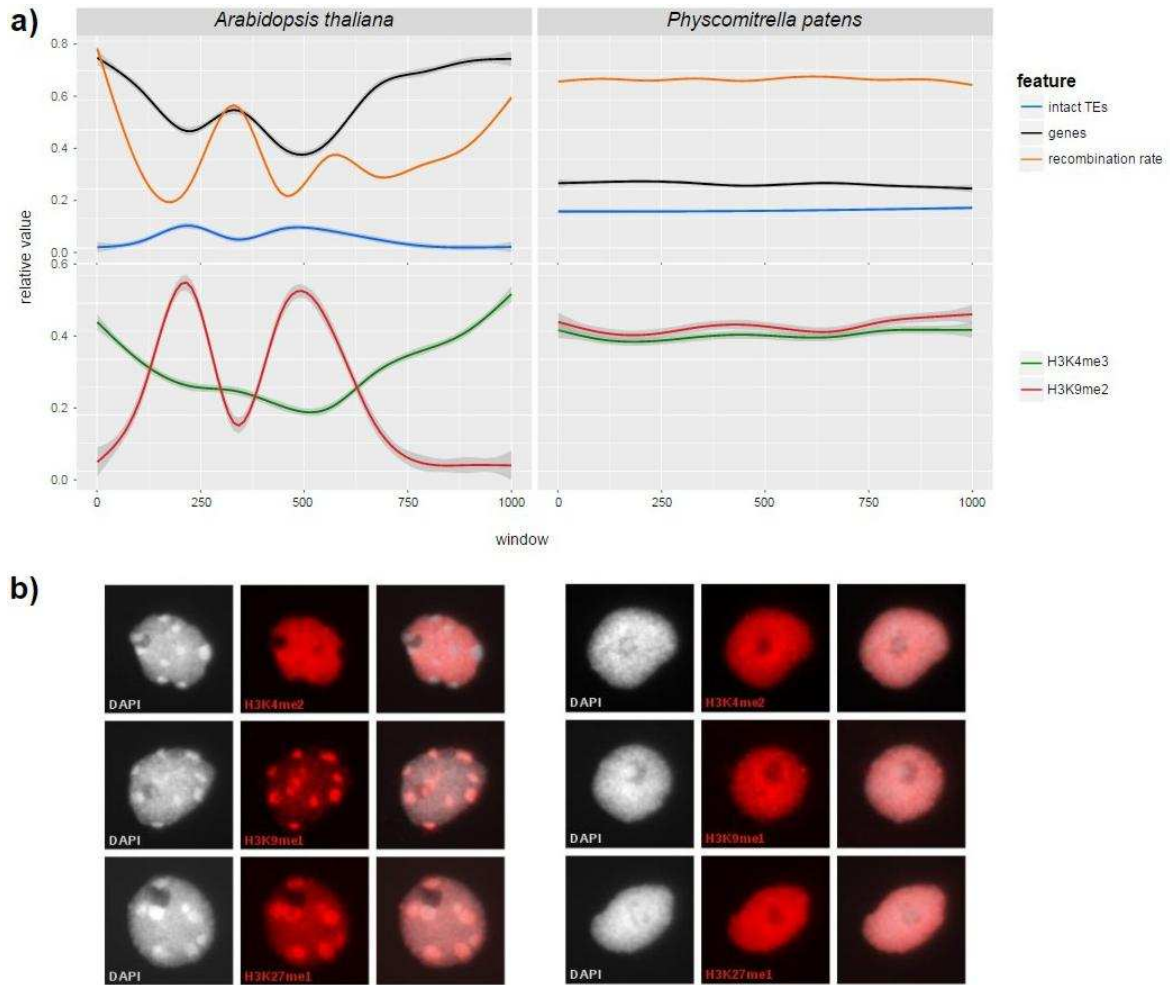 a)
Arabidopsis thaliana
Physcomitrella patens
0.8
0.6
0.4
0.2
0.0
0.6
0.4
0.2
0.0
relative value
0
250
500
750
1000
0
250
500
750
1000
window
feature
intact TEs
genes
recombination rate
H3K4me3
H3K9me2
b)
DAPI
H3K4me2
DAPI
H3K4me2
DAPI
H3K9me1
DAPI
H3K9me1
DAPI
H3K27me1
DAPI
H3K27me1